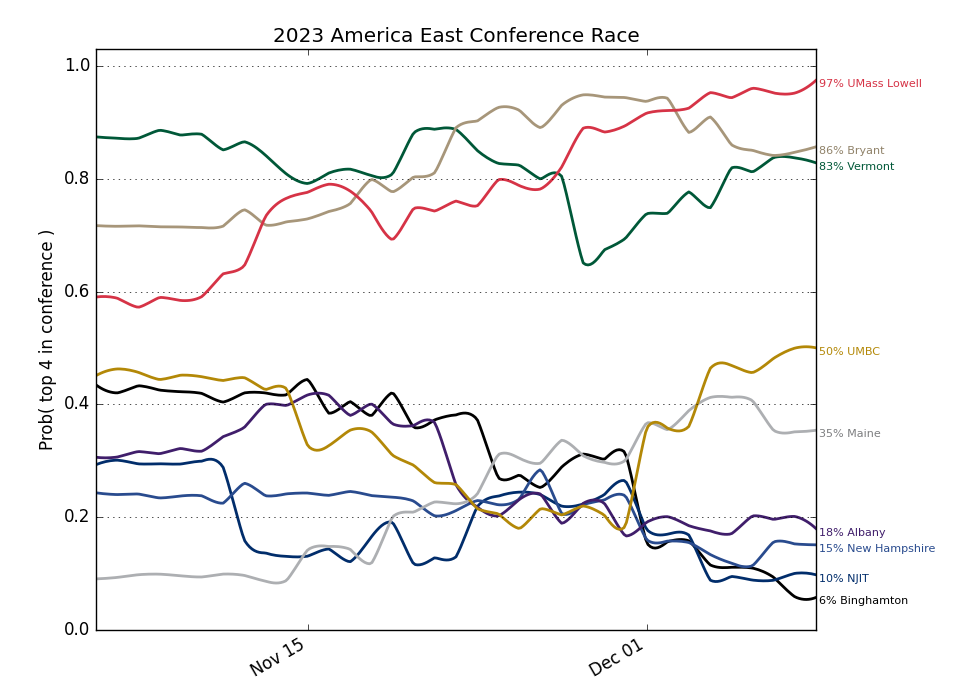 2023 America East Conference Race
Prob( top 4 in conference )
1.0
0.8
0.6
0.4
0.2
0.0
Nov 15
Dec 01
97% UMass Lowell
86% Bryant
83% Vermont
50% UMBC
35% Maine
18% Albany
15% New Hampshire
10% NJIT
6% Binghamton